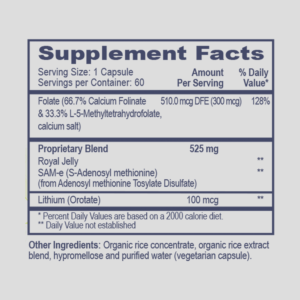 Supplement Facts
Serving Size: 1 Capsule Amount % Daily
Servings per Container: 60 Per Serving Value*
Folate (66.7% Calcium Folinate 510.0 mcg DFE (300 mcg) 128%
& 33.3% L-5-Methyltetrahydrofolate,
calcium salt)
Proprietary Blend 525 mg
Royal Jelly **
SAM-e (S-Adenosyl methionine) **
(from Adenosyl methionine Tosylate Disulfate)
Lithium (Orotate) 100 mcg **
* Percent Daily Values are based on a 2000 calorie diet.
** Daily Value not established
Other Ingredients: Organic rice concentrate, organic rice extract
blend, hypromellose and purified water (vegetarian capsule).